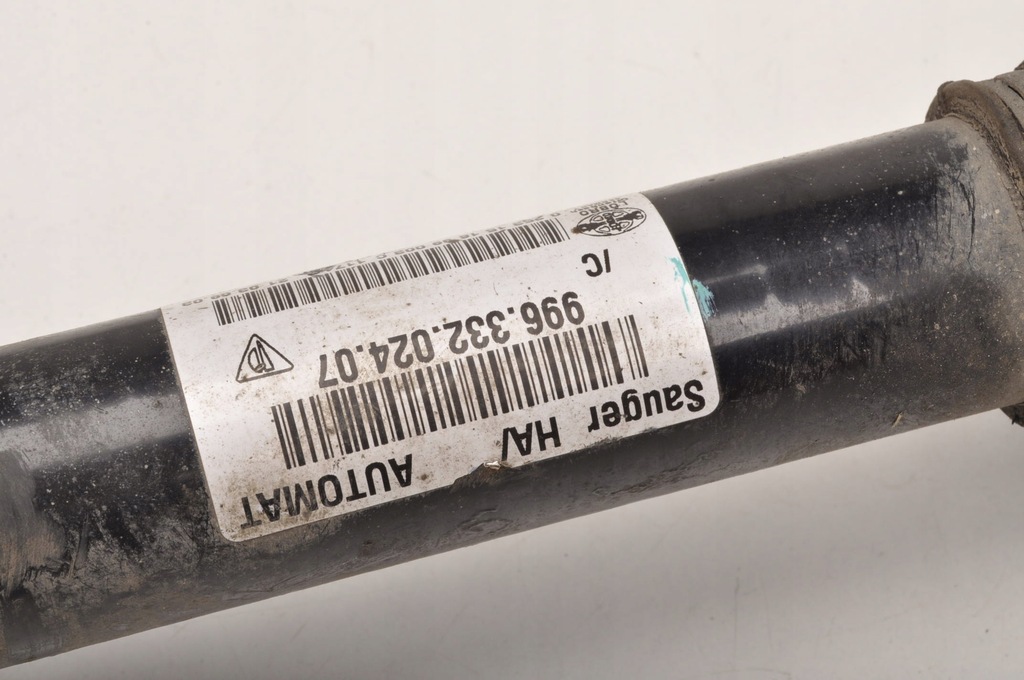 Sauger HA/ AUTOMAT
996.332.024.07
/C